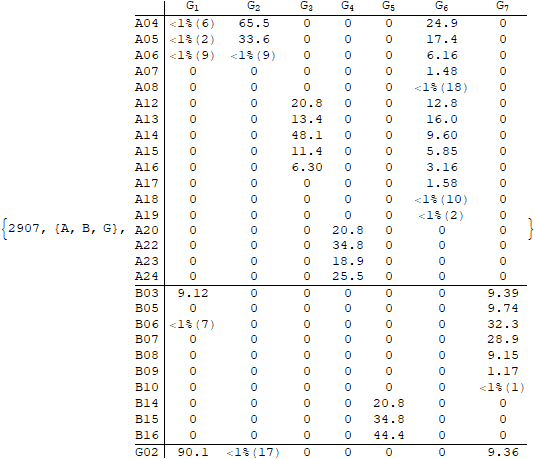 G₁ G₂ G₃ G₄ G₅ G₆ G₇
A04 <1%(6) 65.5 0 0 0 24.9 0
A05 <1%(2) 33.6 0 0 0 17.4 0
A06 <1%(9) <1%(9) 0 0 0 6.16 0
A07 0 0 0 0 0 1.48 0
A08 0 0 0 0 0 <1%(18) 0
A12 0 0 20.8 0 0 12.8 0
A13 0 0 13.4 0 0 16.0 0
A14 0 0 48.1 0 0 9.60 0
A15 0 0 11.4 0 0 5.85 0
A16 0 0 6.30 0 0 3.16 0
A17 0 0 0 0 0 1.58 0
A18 0 0 0 0 0 <1%(10) 0
A19 0 0 0 0 0 <1%(2) 0
{2907, {A, B, G}, A20 0 0 0 20.8 0 0 0 }
A22 0 0 0 34.8 0 0 0
A23 0 0 0 18.9 0 0 0
A24 0 0 0 25.5 0 0 0
B03 9.12 0 0 0 0 0 9.39
B05 0 0 0 0 0 0 9.74
B06 <1%(7) 0 0 0 0 0 32.3
B07 0 0 0 0 0 0 28.9
B08 0 0 0 0 0 0 9.15
B09 0 0 0 0 0 0 1.17
B10 0 0 0 0 0 0 <1%(1)
B14 0 0 0 0 20.8 0 0
B15 0 0 0 0 34.8 0 0
B16 0 0 0 0 44.4 0 0
G02 90.1 <1%(17) 0 0 0 0 9.36